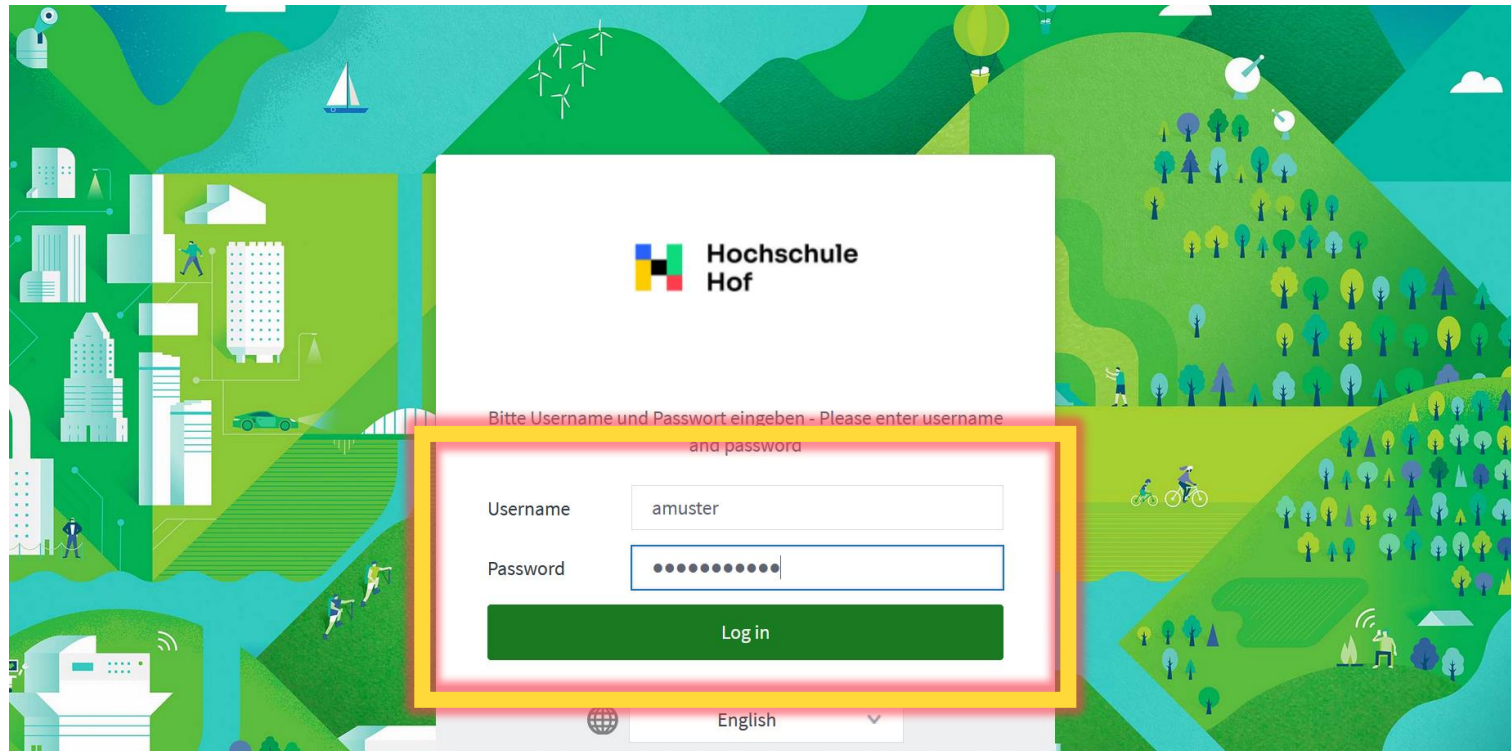 Hochschule
Hof
Bitte Username und Passwort eingeben - Please enter username
and password
Username
amuster
Password
●●●●●●●●●●●
Log in
English